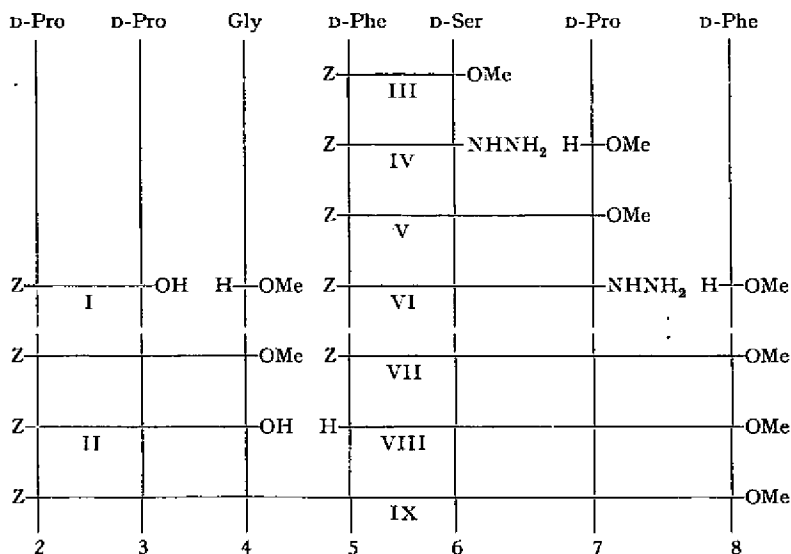 D-Pro D-Pro Gly D-Phe D-Ser D-Pro D-Phe
Z OMe
III
Z NHNH₂ H OMe
IV
Z OMe
V
Z OH H OMe Z NHNH₂ H OMe
I VI
Z OMe Z OMe
VII
Z OH H OMe
II VIII
Z OMe
IX
2 3 4 5 6 7 8